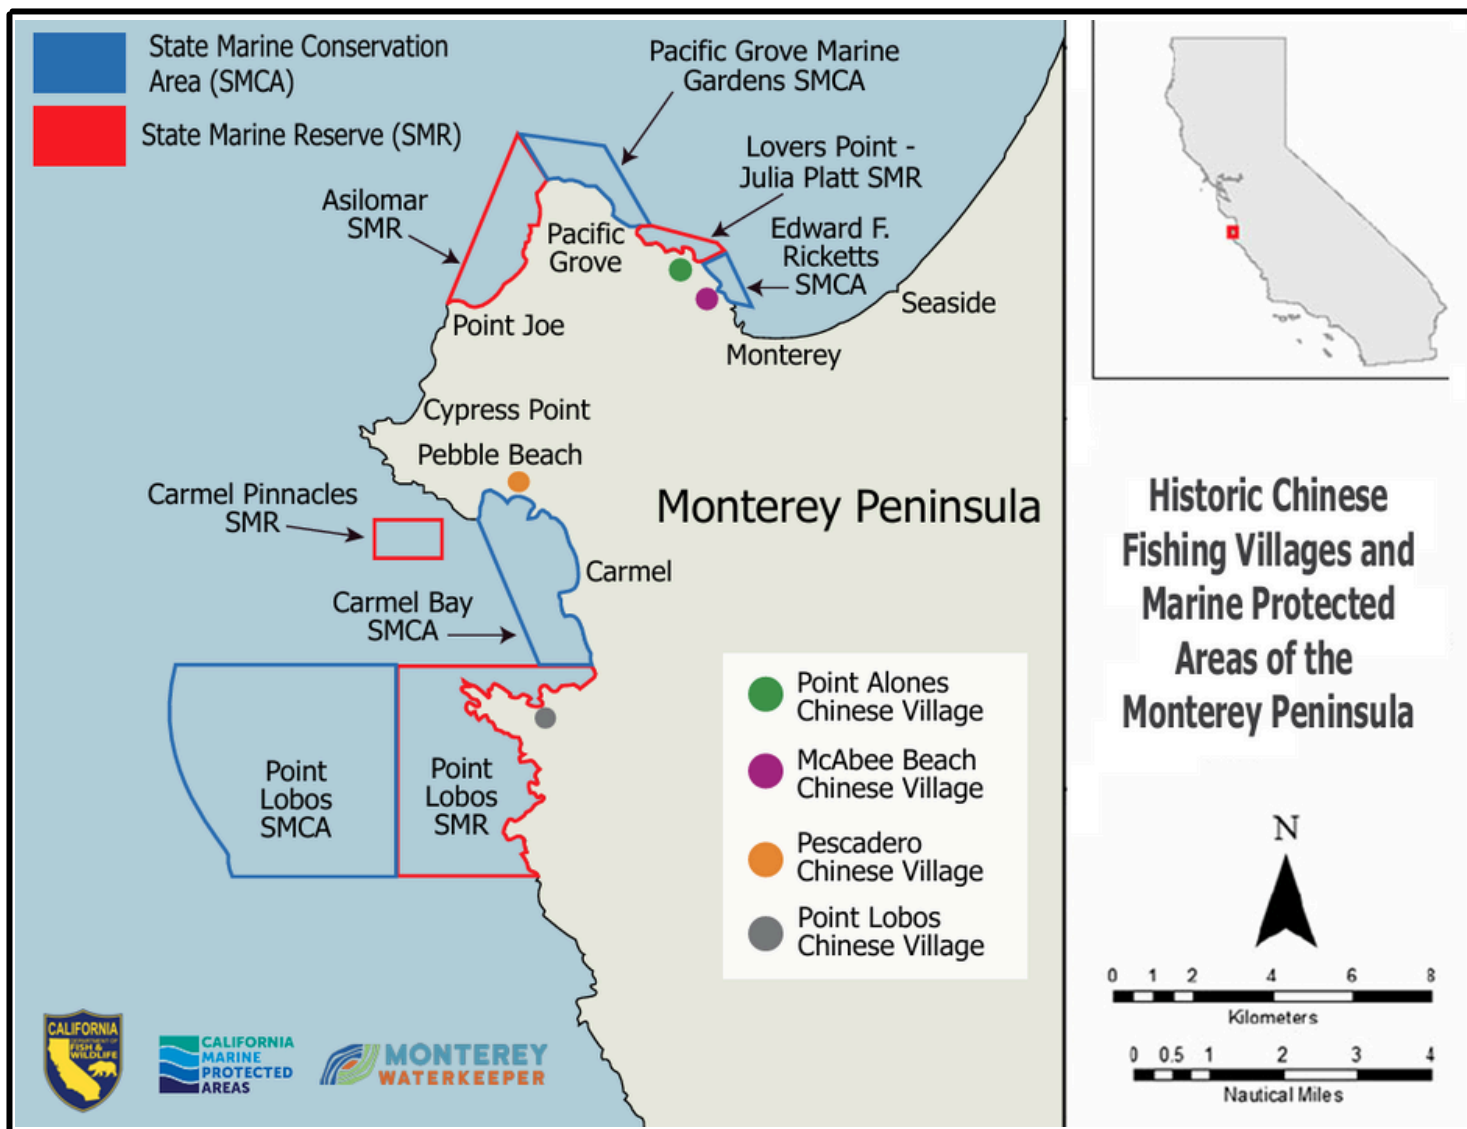 State Marine Conservation
Area (SMCA)
State Marine Reserve (SMR)
Pacific Grove Marine
Gardens SMCA
Lovers Point -
Julia Platt SMR
Asilomar
SMR
Pacific
Grove
Edward F.
Ricketts
SMCA
Seaside
Point Joe
Monterey
Cypress Point
Pebble Beach
Carmel Pinnacles
SMR
Monterey Peninsula
Carmel
Carmel Bay
SMCA
Point
Lobos
SMCA
Point
Lobos
SMR
Point Alones
Chinese Village
McAbee Beach
Chinese Village
Pescadero
Chinese Village
Point Lobos
Chinese Village
Historic Chinese
Fishing Villages and
Marine Protected
Areas of the
Monterey Peninsula
N
0 1 2 4 6 8
Kilometers
0 0.5 1 2 3 4
Nautical Miles
CALIFORNIA
DEPARTMENT OF
FISH &
WILDLIFE
CALIFORNIA
MARINE
PROTECTED
AREAS
MONTEREY
WATERKEEPER